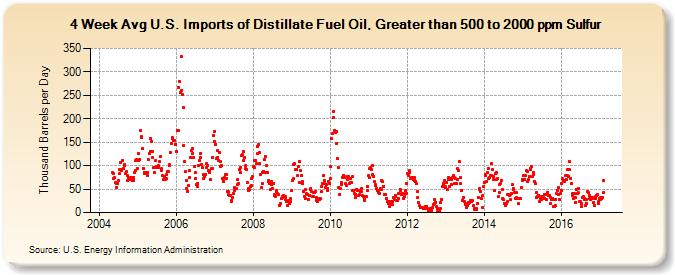 4 Week Avg U.S. Imports of Distillate Fuel Oil, Greater than 500 to 2000 ppm Sulfur
Thousand Barrels per Day
350
300
250
200
150
100
50
0
2004 2006 2008 2010 2012 2014 2016
Source: U.S. Energy Information Administration